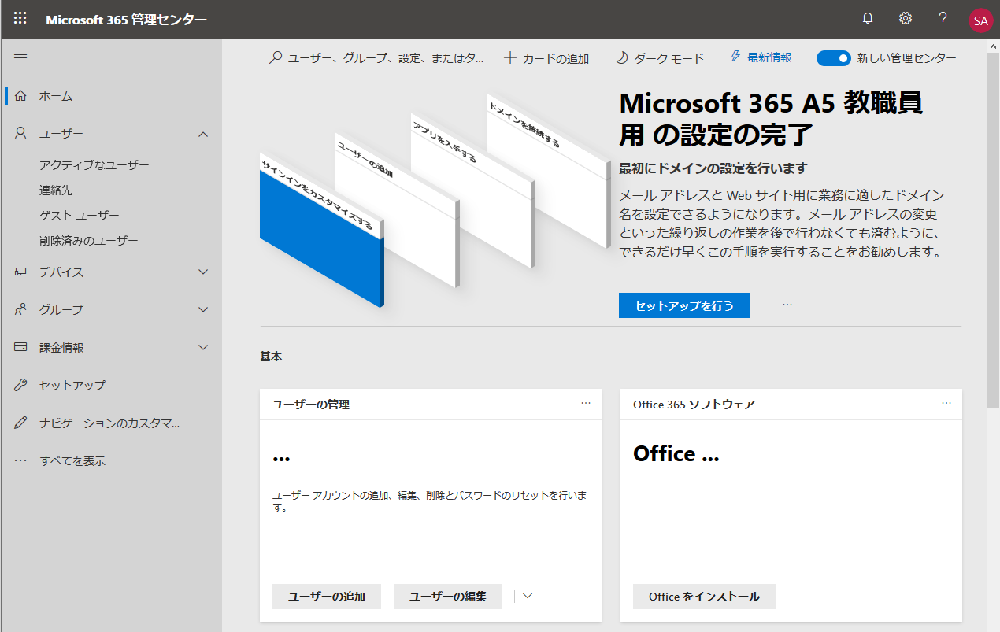 Microsoft 365 管理センター
SA
ユーザー、グループ、設定、またはタ...
カードの追加
ダーク モード
最新情報
新しい管理センター
ホーム
ユーザー
アクティブなユーザー
連絡先
ゲスト ユーザー
削除済みのユーザー
デバイス
グループ
課金情報
セットアップ
ナビゲーションのカスタマ...
すべてを表示
サインインをカスタマイズする
ユーザーの追加
アプリを入手する
ドメインを接続する
Microsoft 365 A5 教職員
用 の設定の完了
最初にドメインの設定を行います
メール アドレスと Web サイト用に業務に適したドメイン
名を設定できるようになります。メール アドレスの変更
といった繰り返しの作業を後で行わなくても済むように、
できるだけ早くこの手順を実行することをお勧めします。
セットアップを行う
基本
ユーザーの管理
...
ユーザー アカウントの追加、編集、削除とパスワードのリセットを行いま
す。
ユーザーの追加
ユーザーの編集
Office 365 ソフトウェア
Office ...
Office をインストール